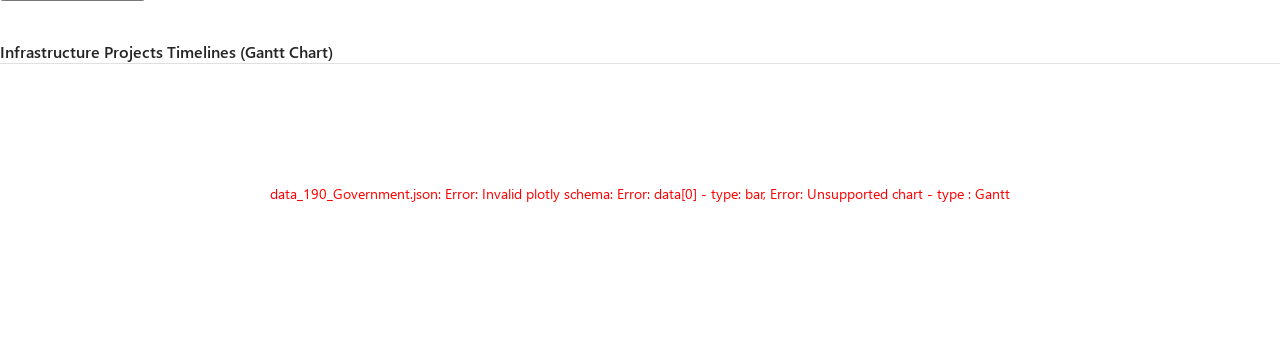 Infrastructure Projects Timelines (Gantt Chart)
data_190_Government.json: Error: Invalid plotly schema: Error: data[0] - type: bar, Error: Unsupported chart - type : Gantt